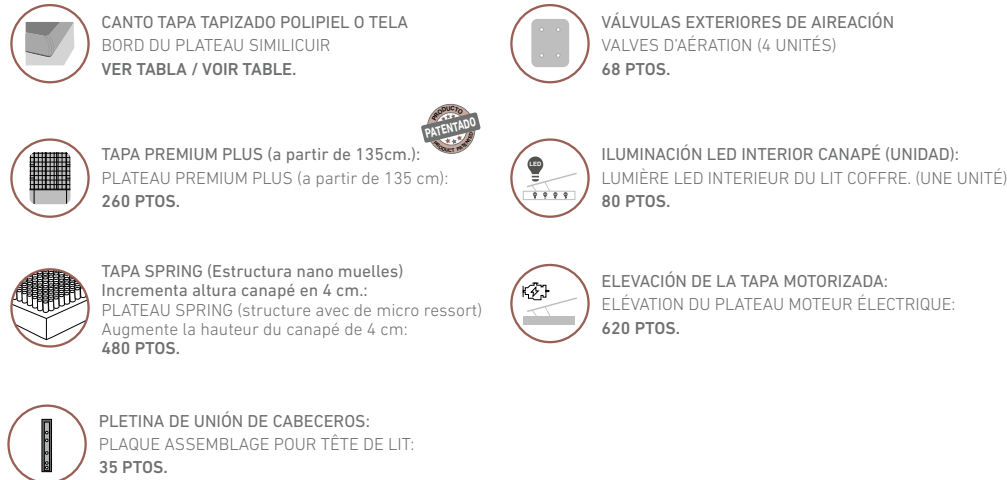 CANTO TAPA TAPIZADO POLIPIEL O TELA
BORD DU PLATEAU SIMILICUIR
VER TABLA / VOIR TABLE.
VÁLVULAS EXTERIORES DE AIREACIÓN
VALVES D'AÉRATION (4 UNITÉS)
68 PTOS.
PRODUCTO
PATENTADO
PRODUCT RESERVED
TAPA PREMIUM PLUS (a partir de 135cm.):
PLATEAU PREMIUM PLUS (a partir de 135 cm):
260 PTOS.
LED
ILUMINACIÓN LED INTERIOR CANAPÉ (UNIDAD):
LUMIÈRE LED INTERIEUR DU LIT COFFRE. (UNE UNITÉ)
80 PTOS.
TAPA SPRING (Estructura nano muelles)
Incrementa altura canapé en 4 cm.:
PLATEAU SPRING (structure avec de micro ressort)
Augmente la hauteur du canapé de 4 cm:
480 PTOS.
ELEVACIÓN DE LA TAPA MOTORIZADA:
ELÉVATION DU PLATEAU MOTEUR ÉLECTRIQUE:
620 PTOS.
PLETINA DE UNIÓN DE CABECEROS:
PLAQUE ASSEMBLAGE POUR TÊTE DE LIT:
35 PTOS.